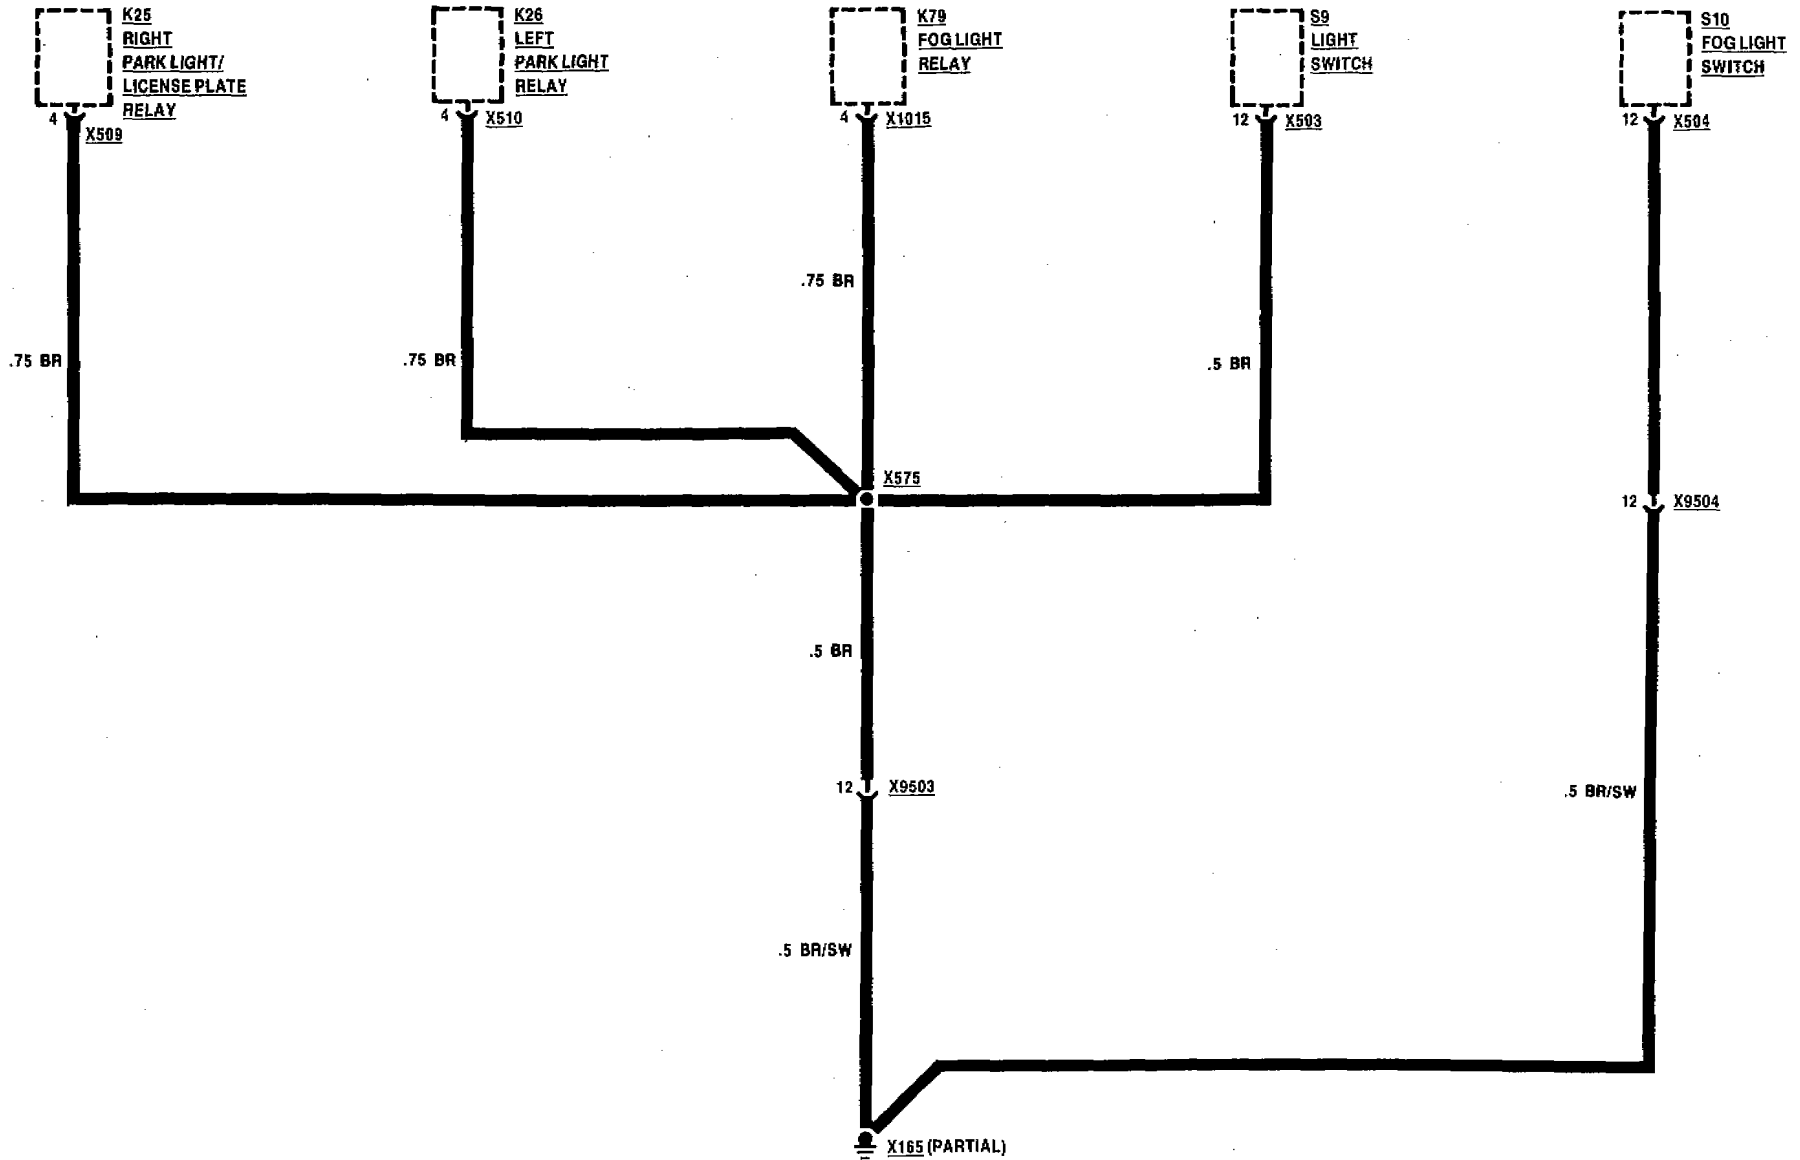 K25
RIGHT
PARK LIGHT/
LICENSE PLATE
RELAY
4
X509
K26
LEFT
PARK LIGHT
RELAY
4
X510
K79
FOG LIGHT
RELAY
4
X1015
S9
LIGHT
SWITCH
12
X503
S10
FOG LIGHT
SWITCH
12
X504
.75 BR
.75 BR
.75 BR
.5 BR
X575
12
X9504
.5 BR
12
X9503
.5 BR/SW
.5 BR/SW
X165 (PARTIAL)